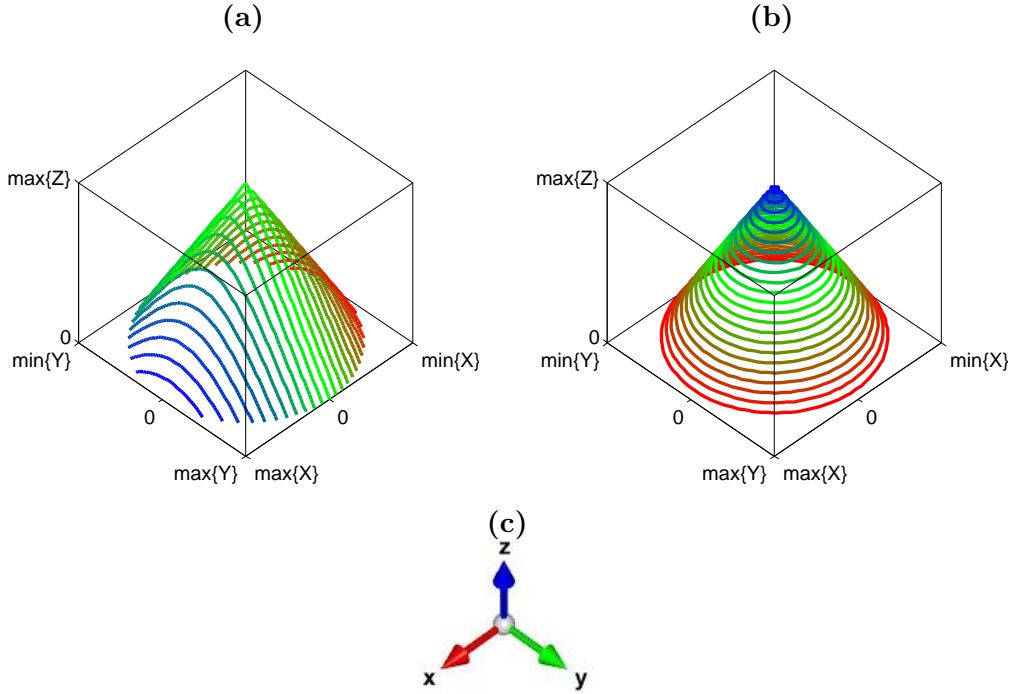 (a)
max{Z}
0
min{Y}
0
max{Y}
max{X}
0
min{X}
(b)
max{Z}
0
min{Y}
0
max{Y}
max{X}
0
min{X}
(c)
z
x
y